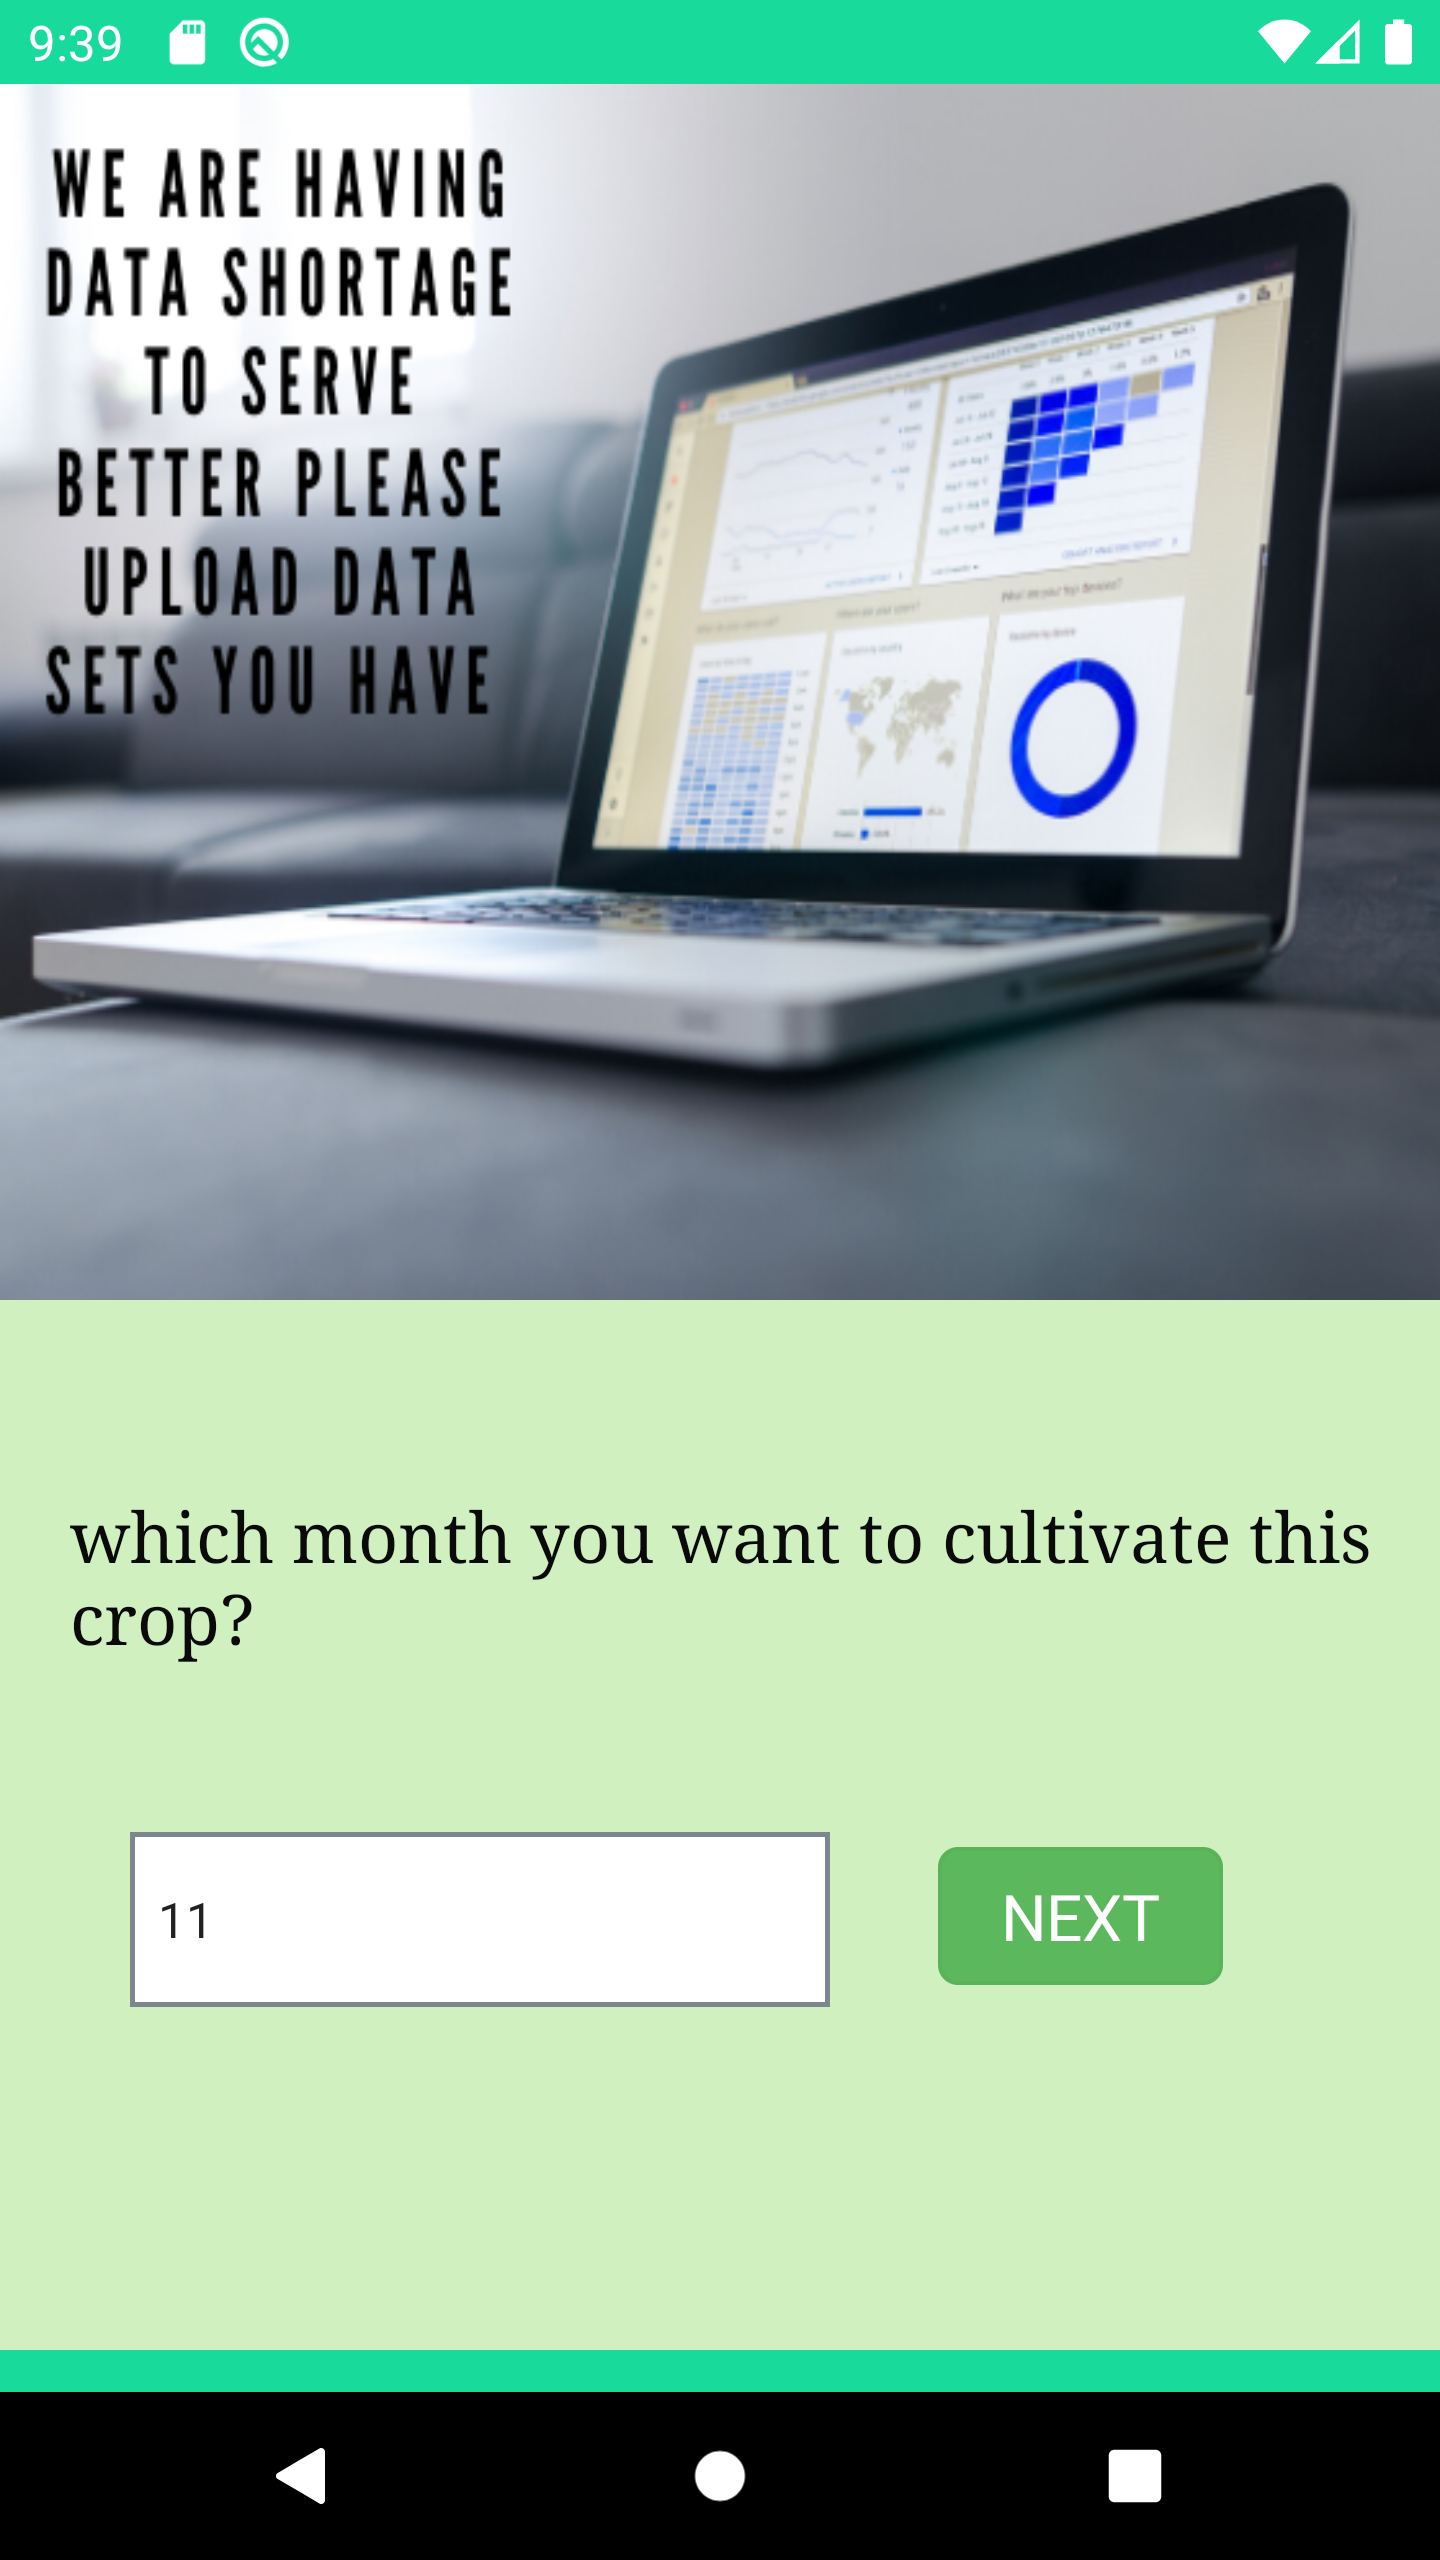 9:39
WE ARE HAVING
DATA SHORTAGE
TO SERVE
BETTER PLEASE
UPLOAD DATA
SETS YOU HAVE
which month you want to cultivate this
crop?
11
NEXT